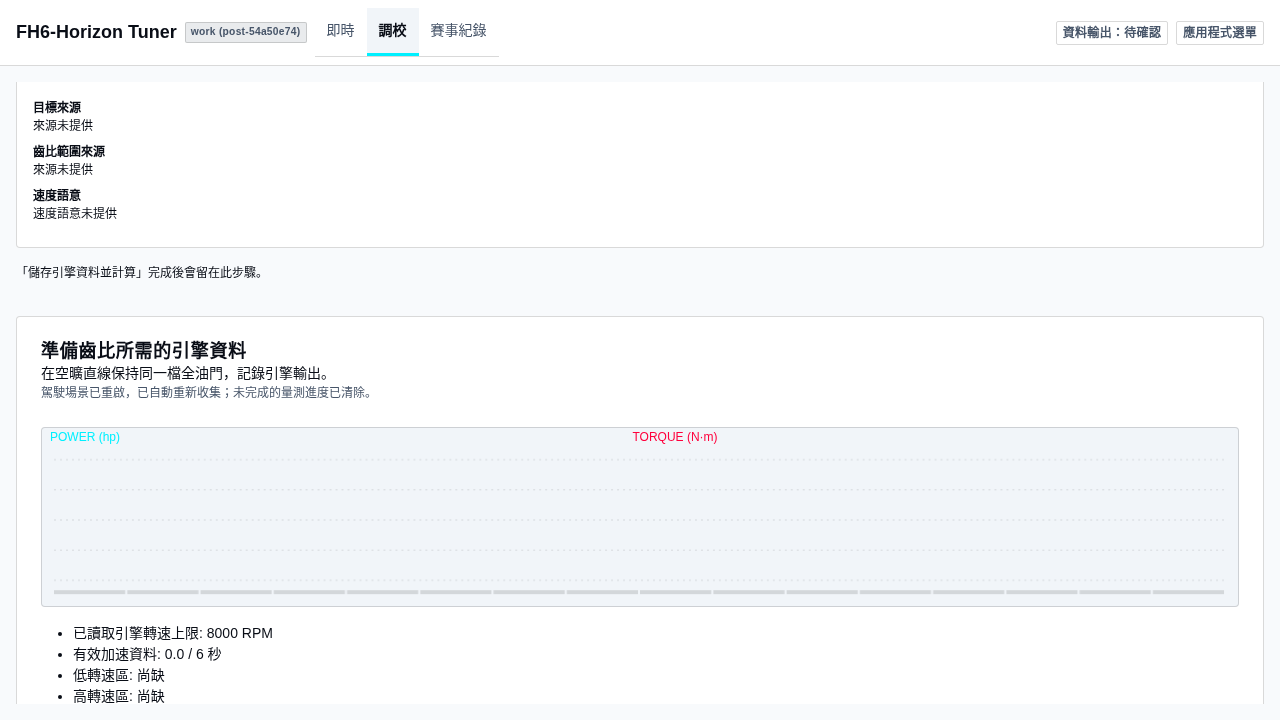 FH6-Horizon Tuner
work (post-54a50e74)
即時
調校
賽事紀錄
資料輸出：待確認
應用程式選單
目標來源
來源未提供
齒比範圍來源
來源未提供
速度語意
速度語意未提供
「儲存引擎資料並計算」完成後會留在此步驟。
準備齒比所需的引擎資料
在空曠直線保持同一檔全油門，記錄引擎輸出。
駕駛場景已重啟，已自動重新收集；未完成的量測進度已清除。
POWER (hp)
TORQUE (N·m)
已讀取引擎轉速上限: 8000 RPM
有效加速資料: 0.0 / 6 秒
低轉速區: 尚缺
高轉速區: 尚缺